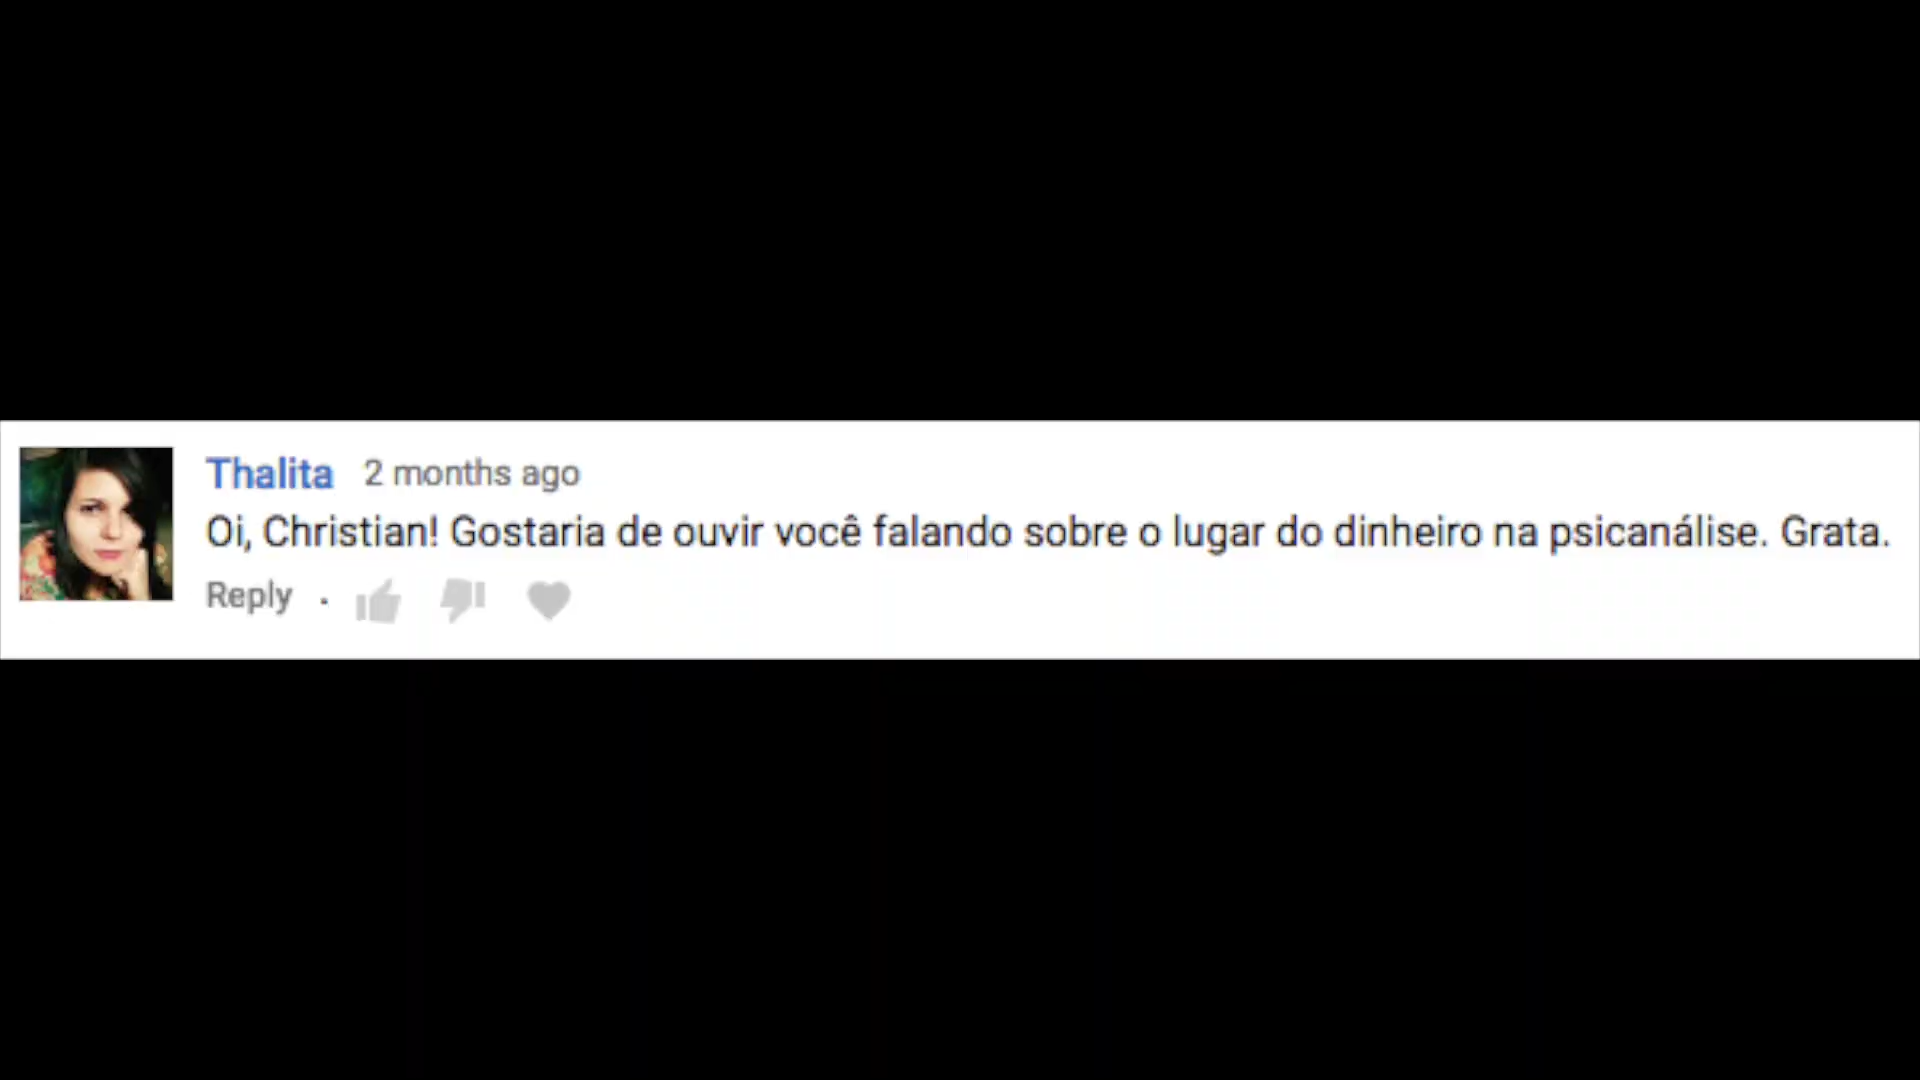 Thalita 2 months ago
Oi, Christian! Gostaria de ouvir você falando sobre o lugar do dinheiro na psicanálise. Grata.
Reply ·